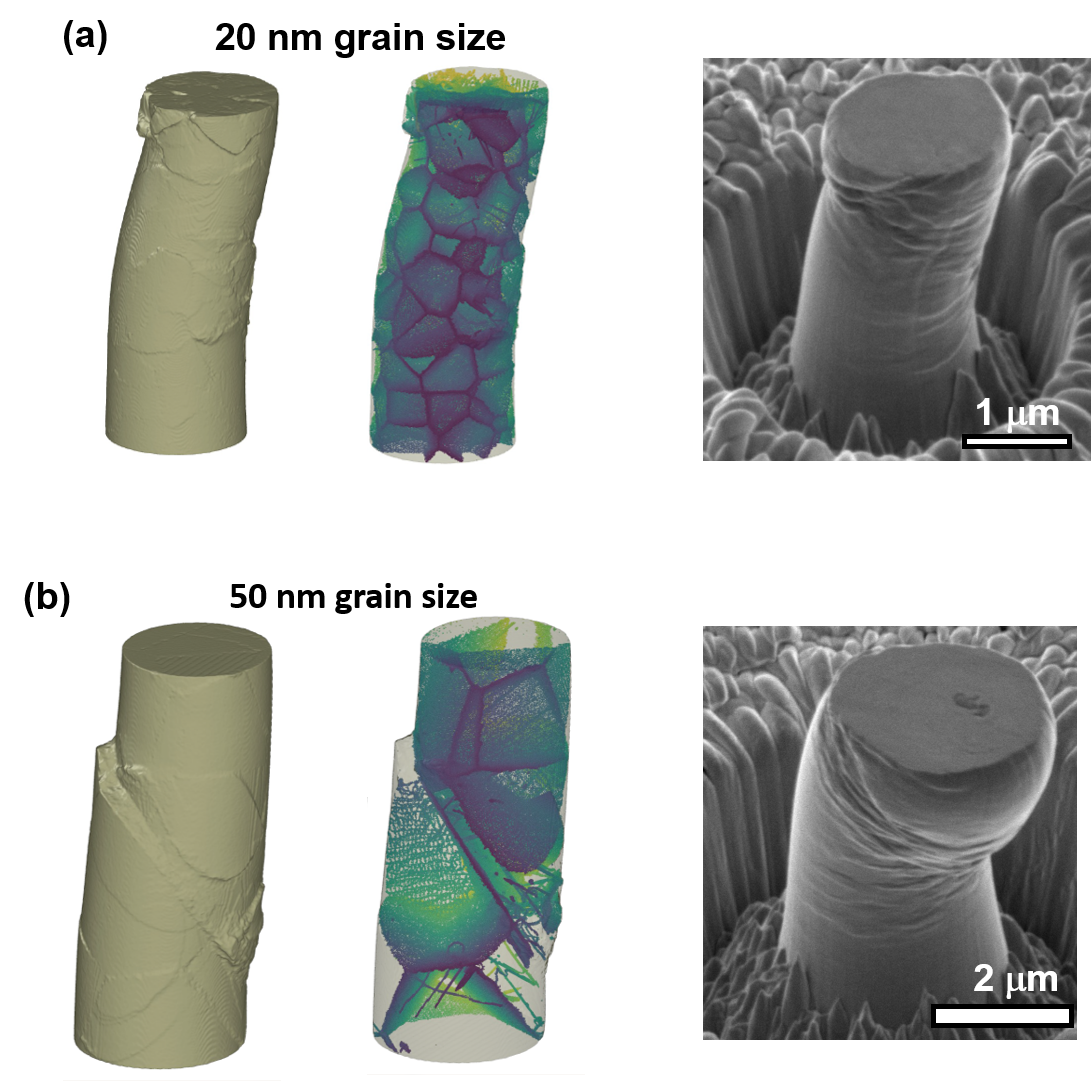 (a) 20 nm grain size
1 μm
(b) 50 nm grain size
2 μm